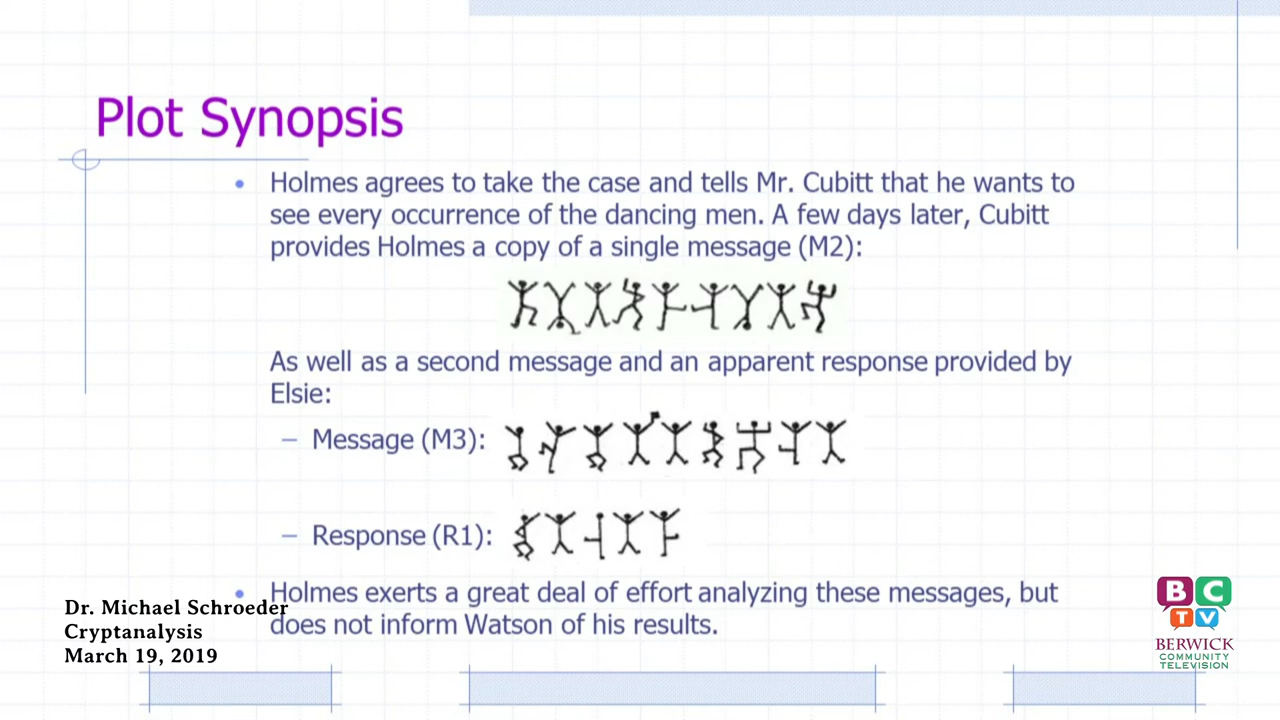 Plot Synopsis
• Holmes agrees to take the case and tells Mr. Cubitt that he wants to
see every occurrence of the dancing men. A few days later, Cubitt
provides Holmes a copy of a single message (M2):
As well as a second message and an apparent response provided by
Elsie:
– Message (M3):
– Response (R1):
• Holmes exerts a great deal of effort analyzing these messages, but
does not inform Watson of his results.
Dr. Michael Schroeder
Cryptanalysis
March 19, 2019
BC
TV
BERWICK
COMMUNITY
TELEVISION